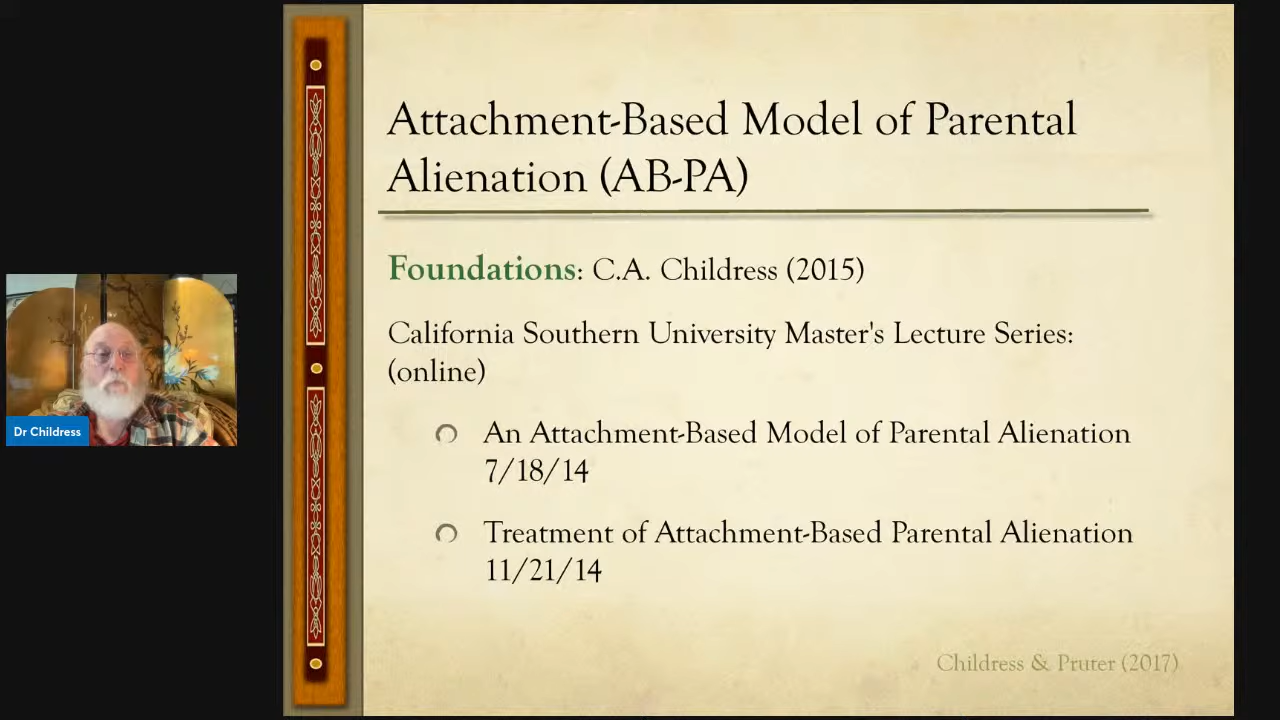 Attachment-Based Model of Parental
Alienation (AB-PA)
Foundations: C.A. Childress (2015)
California Southern University Master's Lecture Series:
(online)
An Attachment-Based Model of Parental Alienation
7/18/14
Treatment of Attachment-Based Parental Alienation
11/21/14
Childress & Pruter (2017)
Dr Childress